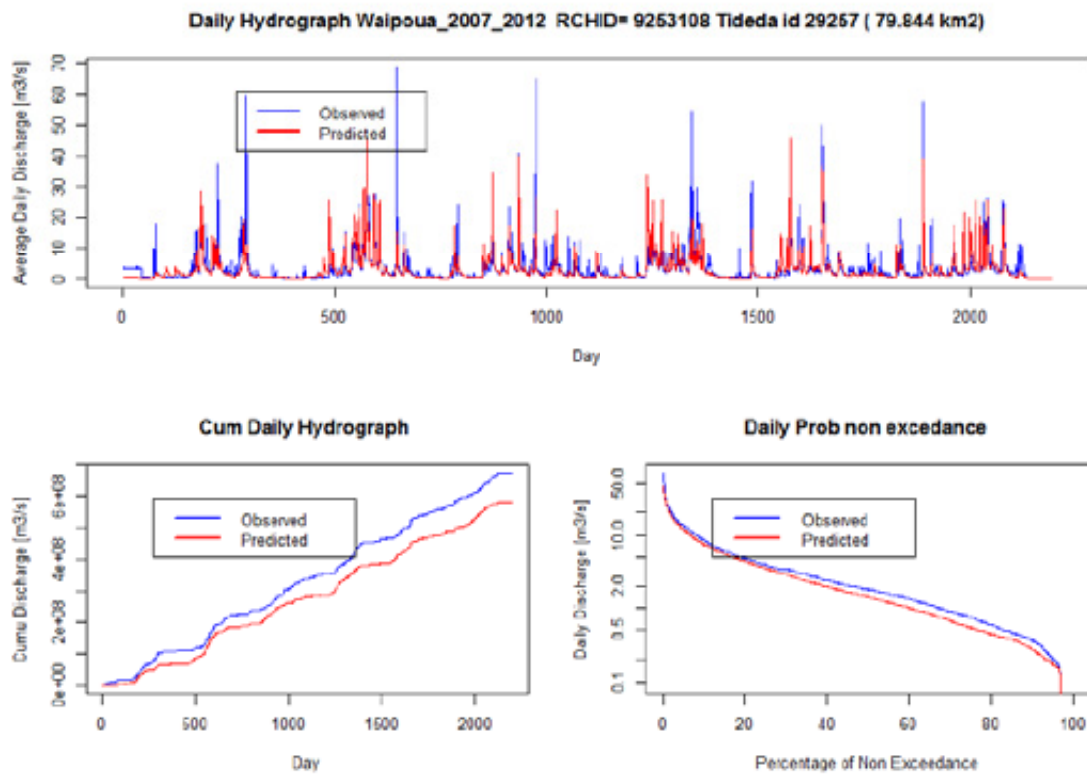 Daily Hydrograph Waipoua_2007_2012 RCHID= 9253108 Tideda id 29257 ( 79.844 km2)
Average Daily Discharge [m3/s]
70
60
50
40
30
20
10
0
Observed
Predicted
0 500 1000 1500 2000
Day
Cum Daily Hydrograph
Cumu Discharge [m3/s]
6e+08
4e+08
2e+08
0e+00
Observed
Predicted
0 500 1000 1500 2000
Day
Daily Prob non excedance
Daily Discharge [m3/s]
50.0
10.0
2.0
0.5
0.1
Observed
Predicted
0 20 40 60 80 100
Percentage of Non Exceedance